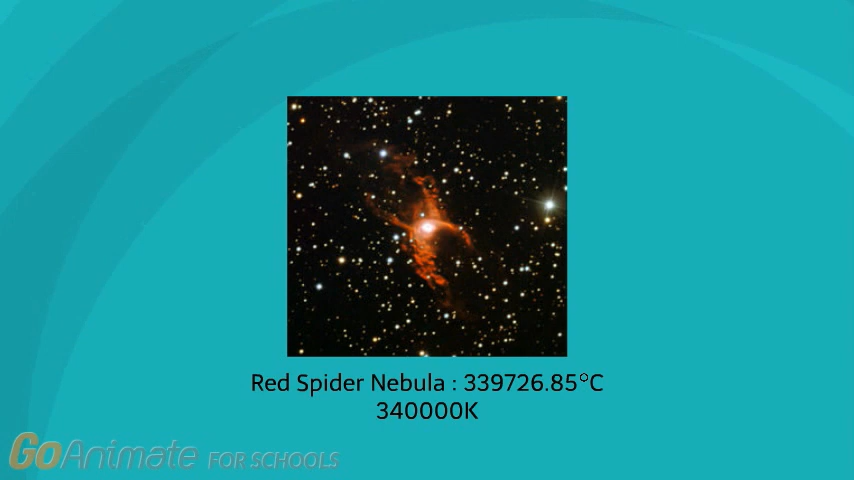 Red Spider Nebula : 339726.85°C
340000K
GoAnimate FOR SCHOOLS